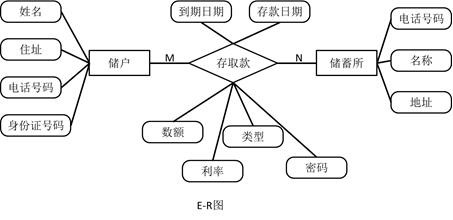 姓名
到期日期
存款日期
电话号码
住址
储户
M
存取款
N
储蓄所
名称
电话号码
地址
身份证号码
数额
类型
利率
密码
E-R图